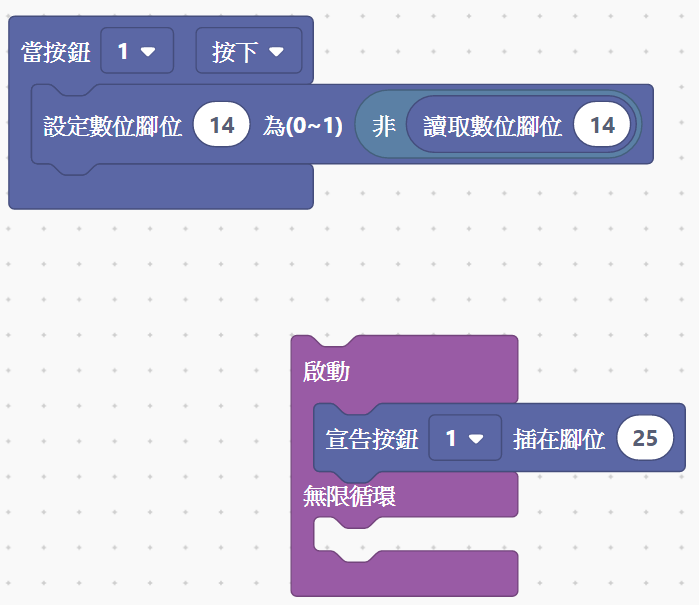 當按鈕 1 按下
設定數位腳位 14 為(0~1) 非 讀取數位腳位 14
啟動
宣告按鈕 1 插在腳位 25
無限循環